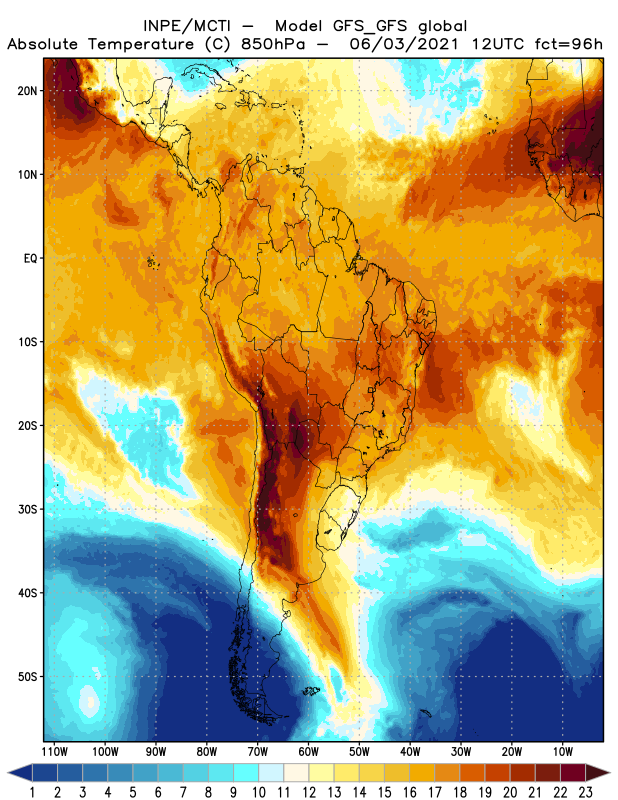 INPE/MCTI –  Model GFS_GFS global
Absolute Temperature (C) 850hPa –  06/03/2021 12UTC fct=96h
20N
10N
EQ
10S
20S
30S
40S
50S
110W 100W 90W 80W 70W 60W 50W 40W 30W 20W 10W
1 2 3 4 5 6 7 8 9 10 11 12 13 14 15 16 17 18 19 20 21 22 23